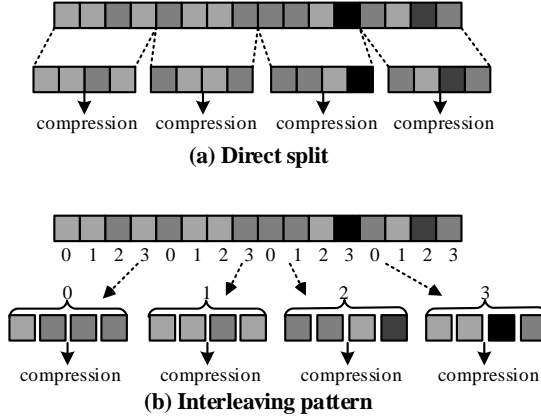 compression compression compression compression
(a) Direct split
0 1 2 3 0 1 2 3 0 1 2 3 0 1 2 3
0 1 2 3
compression compression compression compression
(b) Interleaving pattern